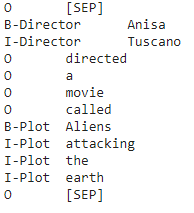 O [SEP]
B-Director Anisa
I-Director Tuscano
O directed
O a
O movie
O called
B-Plot Aliens
I-Plot attacking
I-Plot the
I-Plot earth
O [SEP]